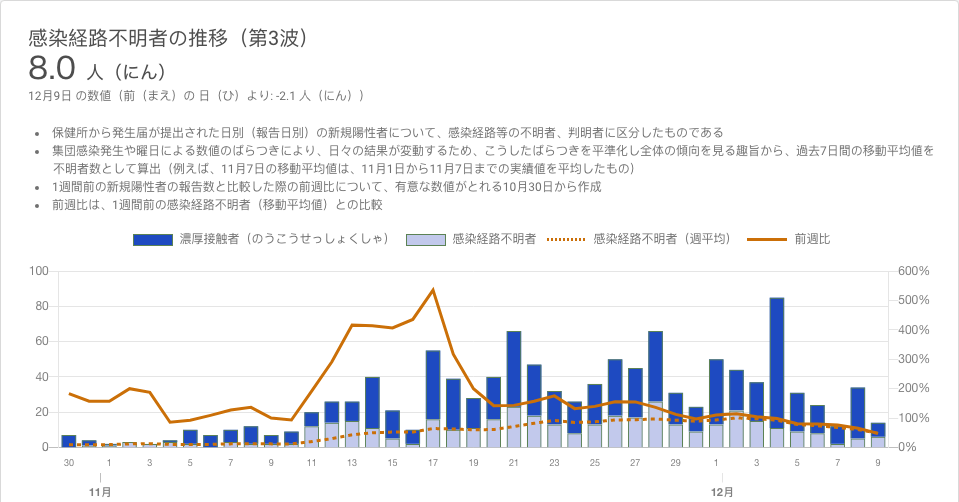 感染経路不明者の推移（第3波）
8.0 人（にん）
12月9日 の数値（前（まえ）の 日（ひ）より: -2.1 人（にん））
• 保健所から発生届が提出された日別（報告日別）の新規陽性者について、感染経路等の不明者、判明者に区分したものである
• 集団感染発生や曜日による数値のばらつきにより、日々の結果が変動するため、こうしたばらつきを平準化し全体の傾向を見る趣旨から、過去7日間の移動平均値を
不明者数として算出（例えば、11月7日の移動平均値は、11月1日から11月7日までの実績値を平均したもの）
• 1週間前の新規陽性者の報告数と比較した際の前週比について、有意な数値がとれる10月30日から作成
• 前週比は、1週間前の感染経路不明者（移動平均値）との比較
濃厚接触者（のうこうせっしょくしゃ） 感染経路不明者 感染経路不明者（週平均） 前週比
100 600%
500%
80
400%
60
300%
40
200%
20 100%
0 0%
30 1 3 5 7 9 11 13 15 17 19 21 23 25 27 29 1 3 5 7 9
11月 12月